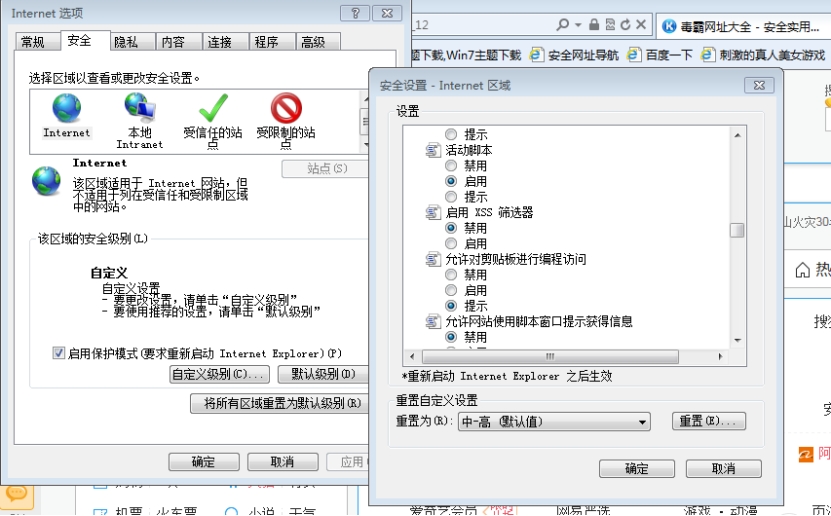 Internet 选项
常规 安全 隐私 内容 连接 程序 高级
选择区域以查看或更改安全设置。
Internet
本地
Intranet
受信任的站
点
受限制的站
点
Internet
该区域适用于 Internet 网站，但
不适用于列在受信任和受限制区域
中的网站。
站点(S)
该区域的安全级别(L)
自定义
自定义设置
- 要更改设置，请单击“自定义级别”
- 要使用推荐的设置，请单击“默认级别”
启用保护模式(要求重新启动 Internet Explorer)(P)
自定义级别(C)... 默认级别(D)
将所有区域重置为默认级别(R)
确定 取消 应用
_12
毒霸网址大全 - 安全实用...
题下载,Win7主题下载 安全网址导航 百度一下 刺激的真人美女游戏
安全设置 - Internet 区域
设置
提示
活动脚本
禁用
启用
提示
启用 XSS 筛选器
禁用
启用
允许对剪贴板进行编程访问
禁用
启用
提示
允许网站使用脚本窗口提示获得信息
禁用
*重新启动 Internet Explorer 之后生效
重置自定义设置
重置为(R): 中-高 (默认值) 重置(E)...
确定 取消
山火灾30
热
搜
安
阿
机票 火车票 小说 天气
爱奇艺会员 网易严选 游戏 · 动漫